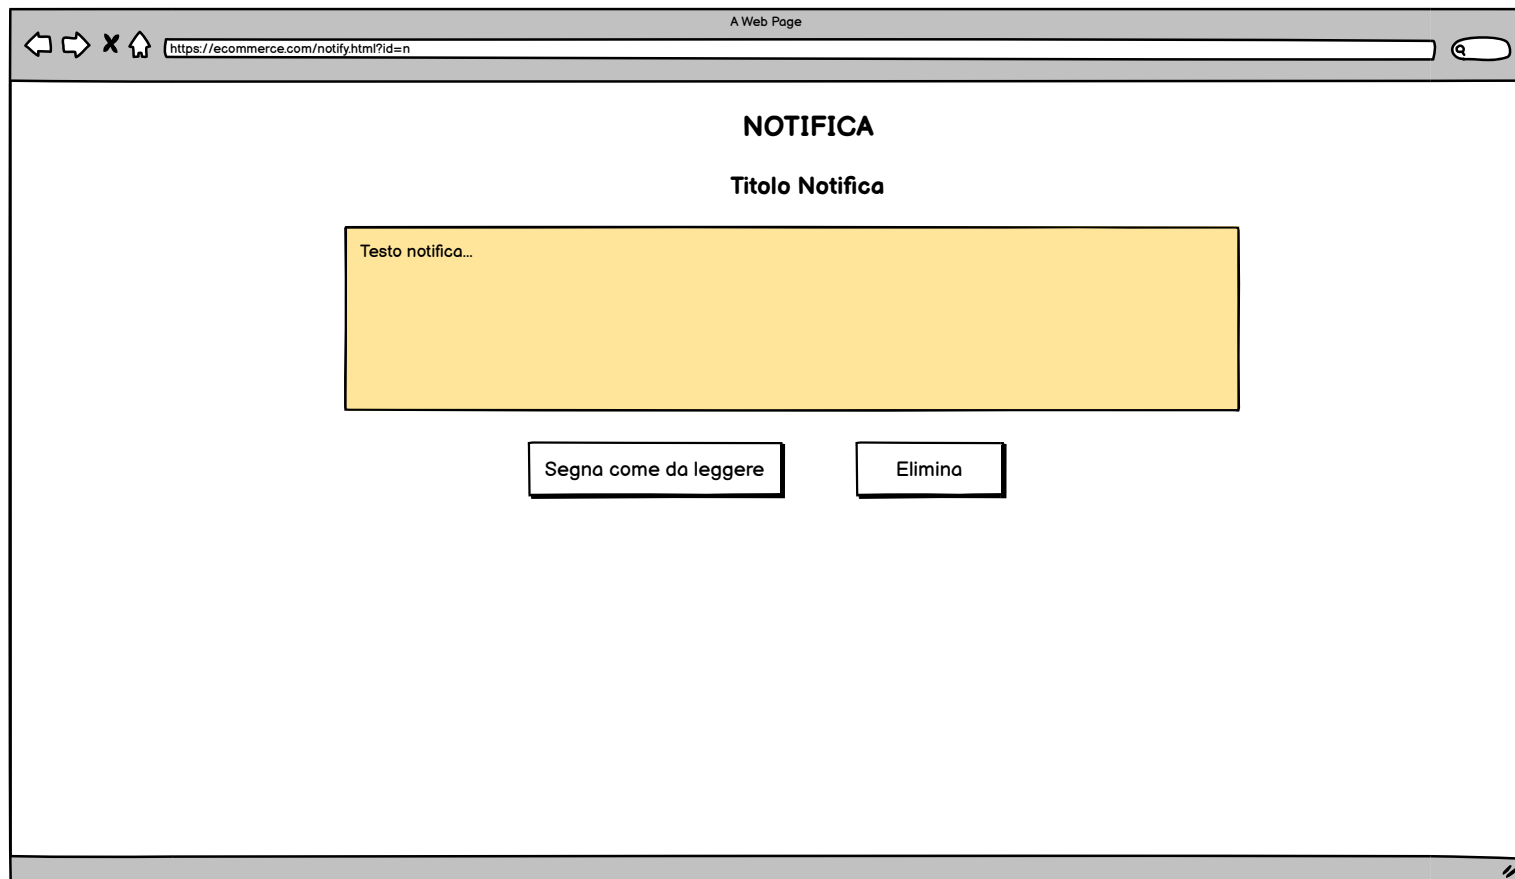 A Web Page
https://ecommerce.com/notify.html?id=n
NOTIFICA
Titolo Notifica
Testo notifica...
Segna come da leggere
Elimina